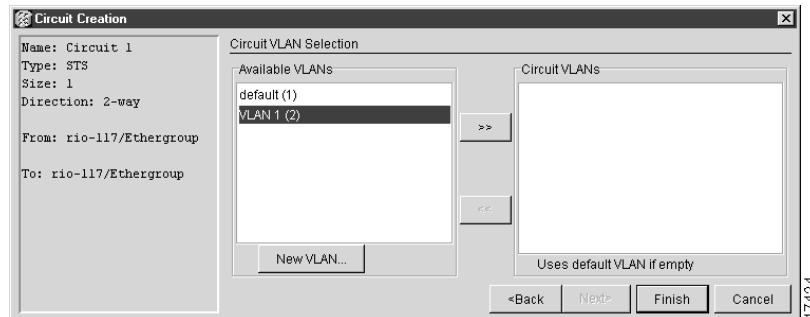 Circuit Creation
Name: Circuit 1
Type: STS
Size: 1
Direction: 2-way
From: rio-117/Ethergroup
To: rio-117/Ethergroup
Circuit VLAN Selection
Available VLANs
default (1)
VLAN 1 (2)
New VLAN...
>>
<<
Circuit VLANs
Uses default VLAN if empty
<Back
Next>
Finish
Cancel